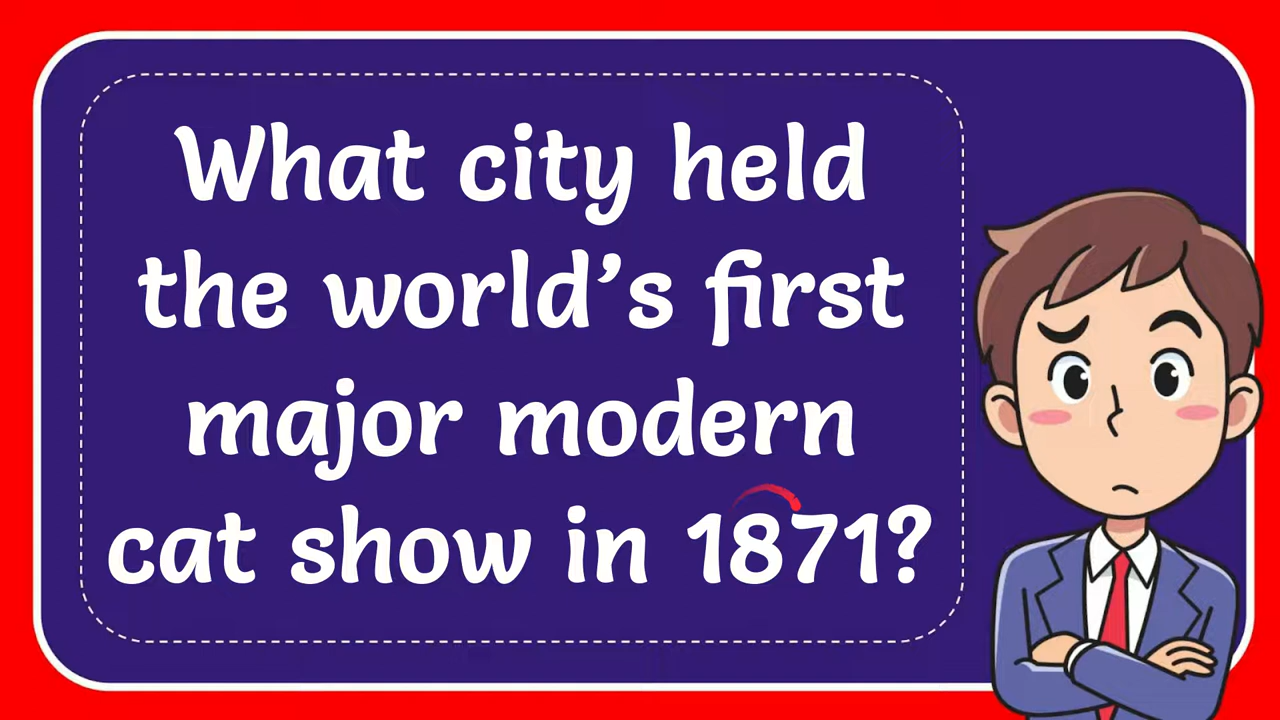 What city held
the world’s first
major modern
cat show in 1871?